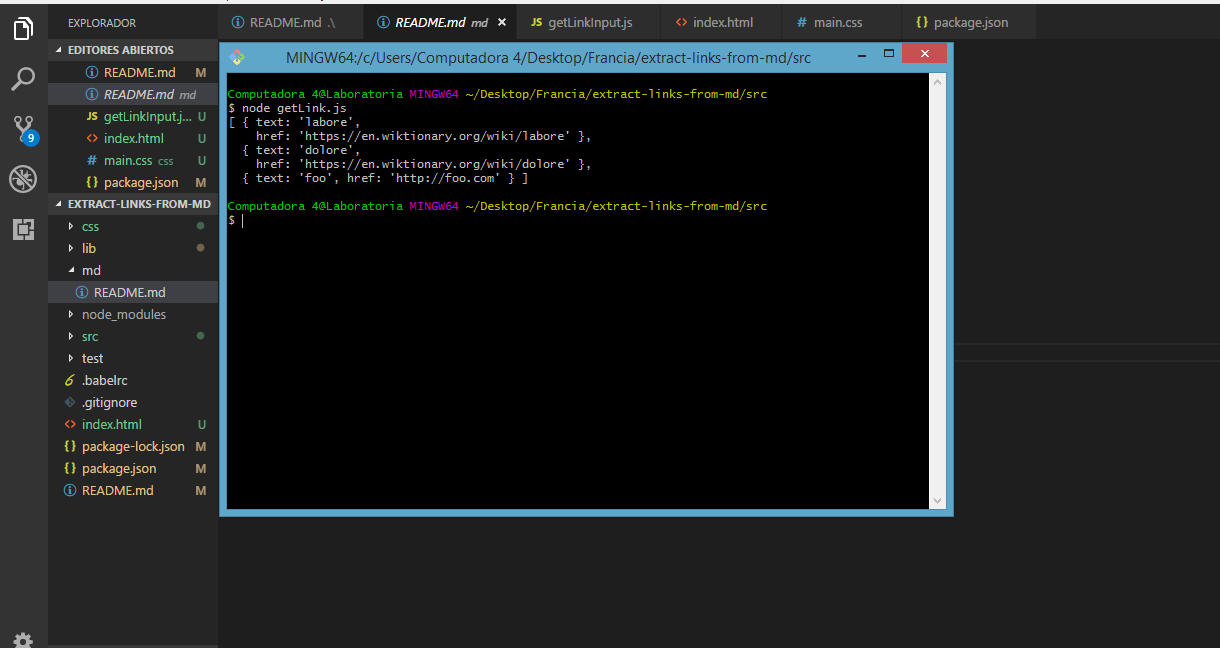 EXPLORADOR
EDITORES ABIERTOS
README.md M
README.md md
getLinkInput.j... U
index.html U
main.css css U
package.json M
9
EXTRACT-LINKS-FROM-MD
css
lib
md
README.md
node_modules
src
test
.babelrc
.gitignore
index.html U
package-lock.json M
package.json M
README.md M
README.md .\
README.md md
JS getLinkInput.js
index.html
# main.css
{} package.json
MINGW64:/c/Users/Computadora 4/Desktop/Francia/extract-links-from-md/src
Computadora 4@Laboratoria MINGW64 ~/Desktop/Francia/extract-links-from-md/src
$ node getLink.js
[ { text: 'labore',
href: 'https://en.wiktionary.org/wiki/labore' },
{ text: 'dolore',
href: 'https://en.wiktionary.org/wiki/dolore' },
{ text: 'foo', href: 'http://foo.com' } ]
Computadora 4@Laboratoria MINGW64 ~/Desktop/Francia/extract-links-from-md/src
$